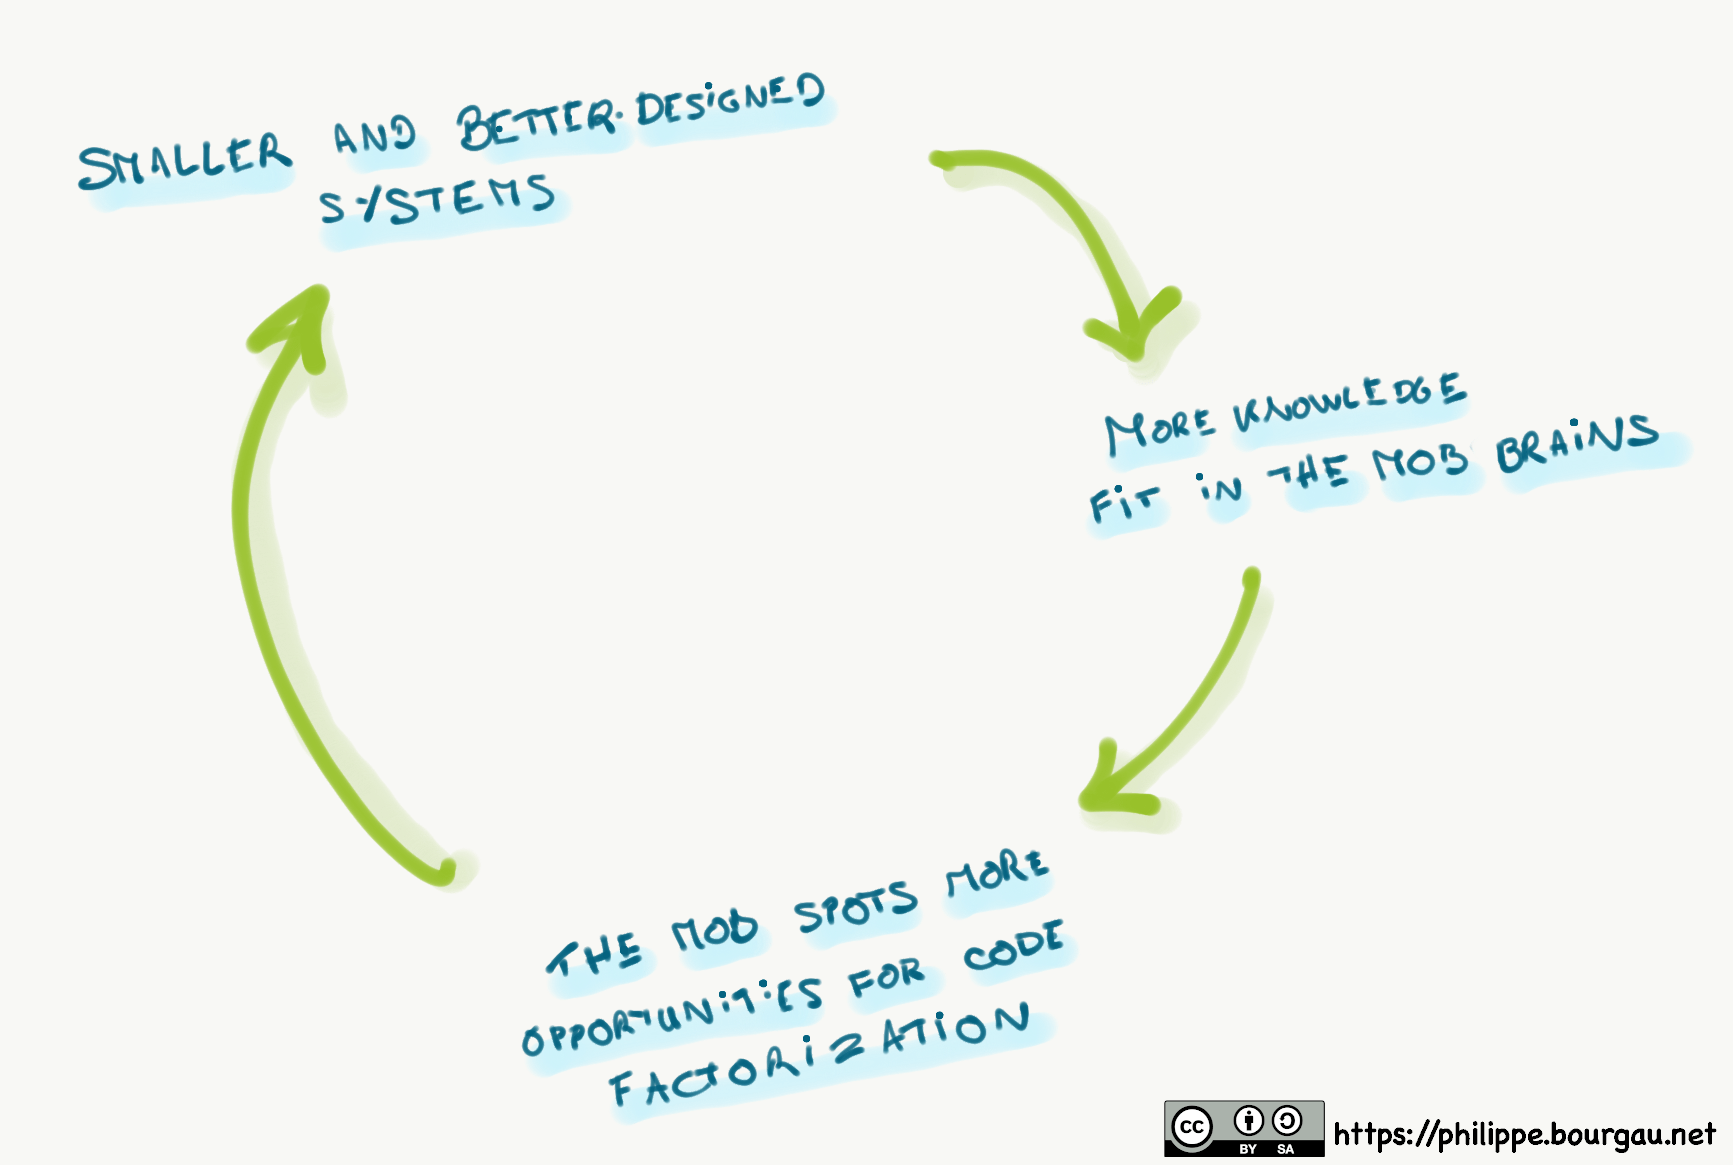 SMALLER AND BETTER-DESIGNED
SYSTEMS
MORE KNOWLEDGE
FIT IN THE MOB BRAINS
THE MOB SPOTS MORE
OPPORTUNITIES FOR CODE
FACTORIZATION
CC BY SA https://philippe.bourgau.net